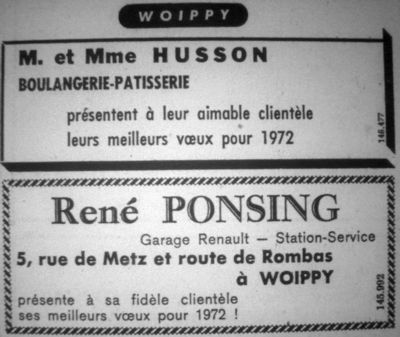 WOIPPY
M. et Mme HUSSON
BOULANGERIE-PATISSERIE
présentent à leur aimable clientèle
leurs meilleurs vœux pour 1972
146.477
René PONSING
Garage Renault — Station-Service
5, rue de Metz et route de Rombas
à WOIPPY
présente à sa fidèle clientèle
ses meilleurs vœux pour 1972 !
145.992